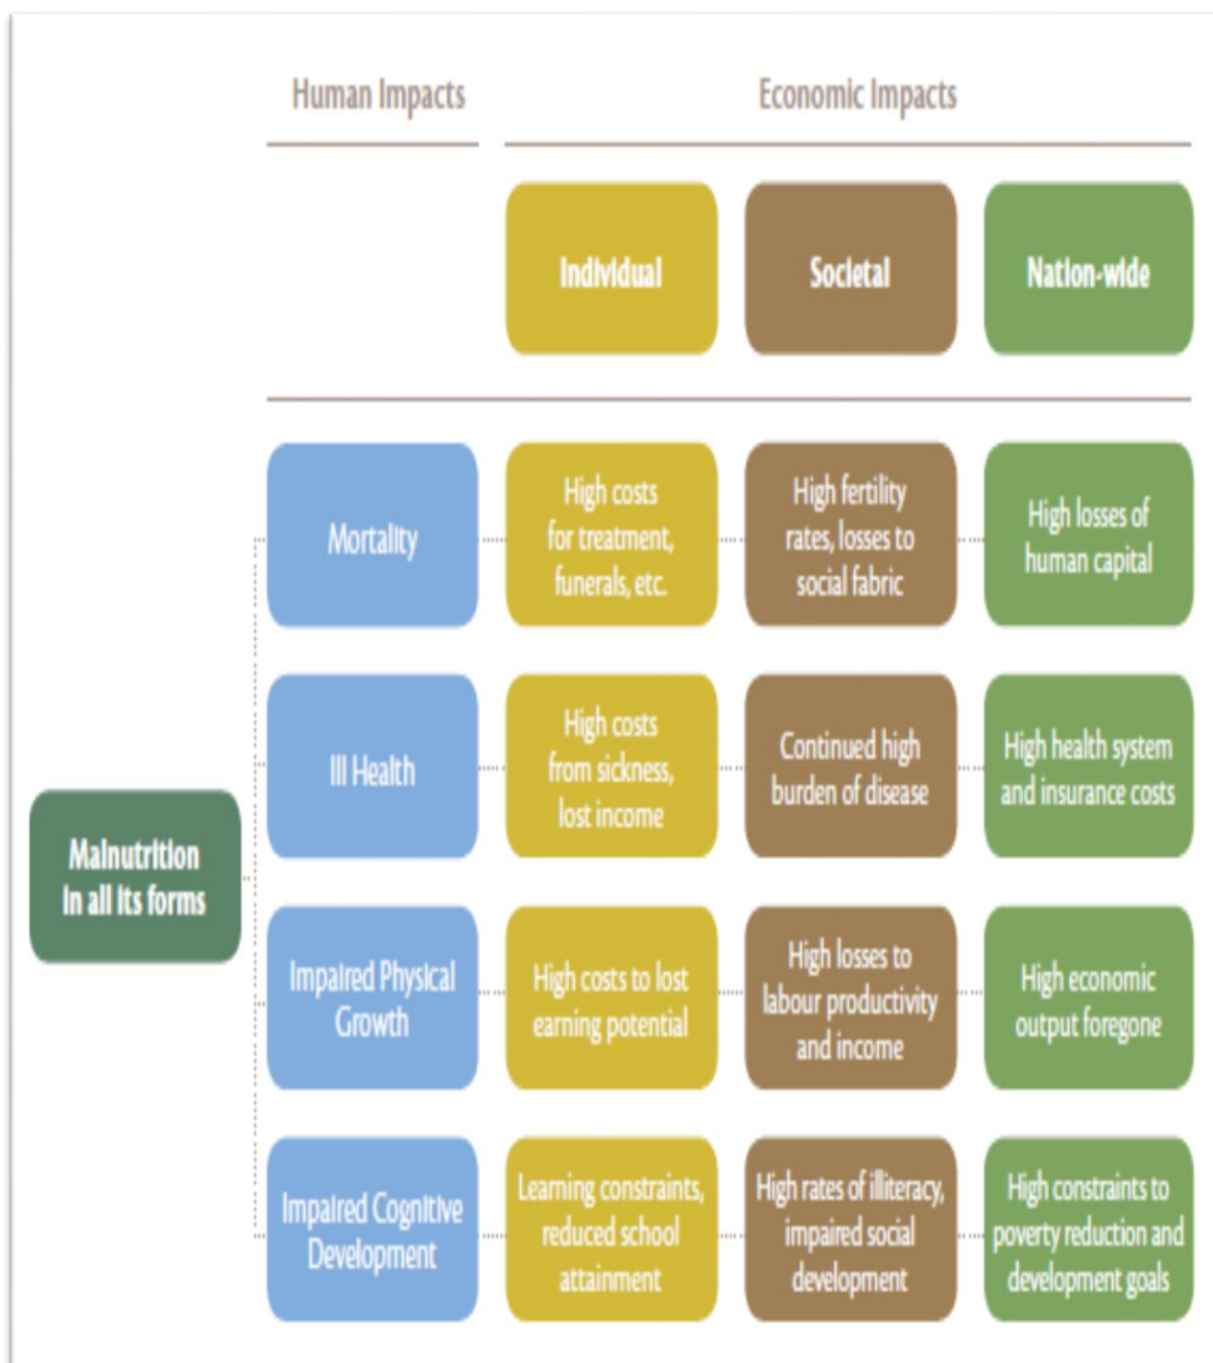 Human Impacts
Economic Impacts
Individual
Societal
Nation-wide
Mortality
High costs
for treatment,
funerals, etc.
High fertility
rates, losses to
social fabric
High losses of
human capital
Ill Health
High costs
from sickness,
lost income
Continued high
burden of disease
High health system
and insurance costs
Malnutrition
in all its forms
Impaired Physical
Growth
High costs to lost
earning potential
High losses to
labour productivity
and income
High economic
output foregone
Impaired Cognitive
Development
Learning constraints,
reduced school
attainment
High rates of illiteracy,
impaired social
development
High constraints to
poverty reduction and
development goals